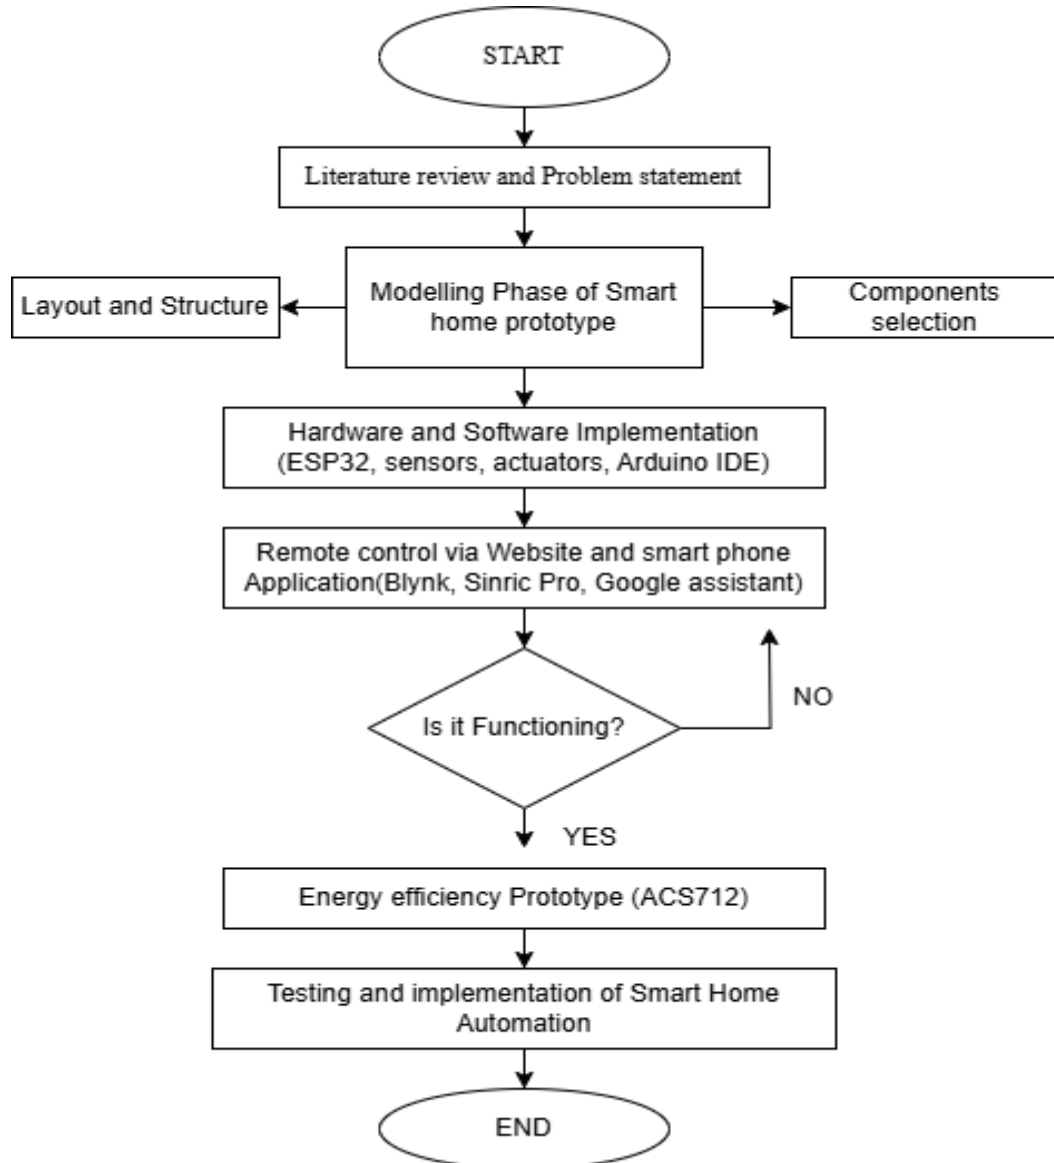 START
Literature review and Problem statement
Layout and Structure
Modelling Phase of Smart
home prototype
Components
selection
Hardware and Software Implementation
(ESP32, sensors, actuators, Arduino IDE)
Remote control via Website and smart phone
Application(Blynk, Sinric Pro, Google assistant)
Is it Functioning?
NO
YES
Energy efficiency Prototype (ACS712)
Testing and implementation of Smart Home
Automation
END